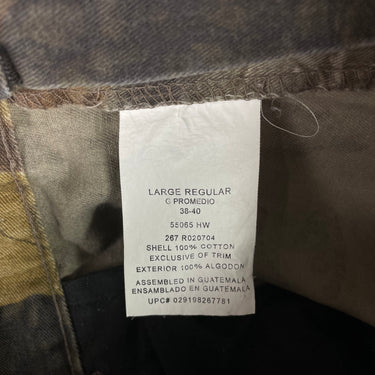 LARGE REGULAR
G PROMEDIO
38-40
55065 HW
267 R020704
SHELL 100% COTTON
EXCLUSIVE OF TRIM
EXTERIOR 100% ALGODON
ASSEMBLED IN GUATEMALA
ENSAMBLADO EN GUATEMALA
UPC# 029198267781